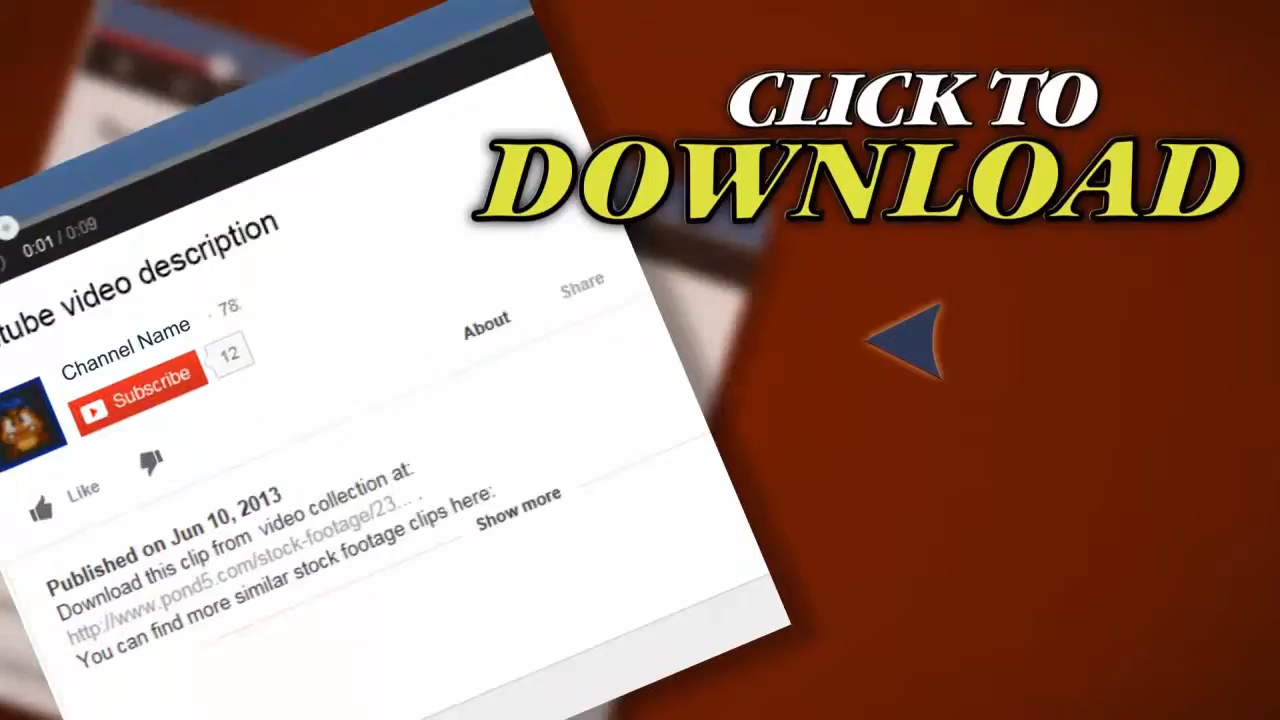 CLICK TO
DOWNLOAD
0:01 / 0:09
tube video description
Channel Name
78
Subscribe
12
About
Share
Like
Published on Jun 10, 2013
Download this clip from video collection at:
http://www.pond5.com/stock-footage/23...
You can find more similar stock footage clips here:
Show more